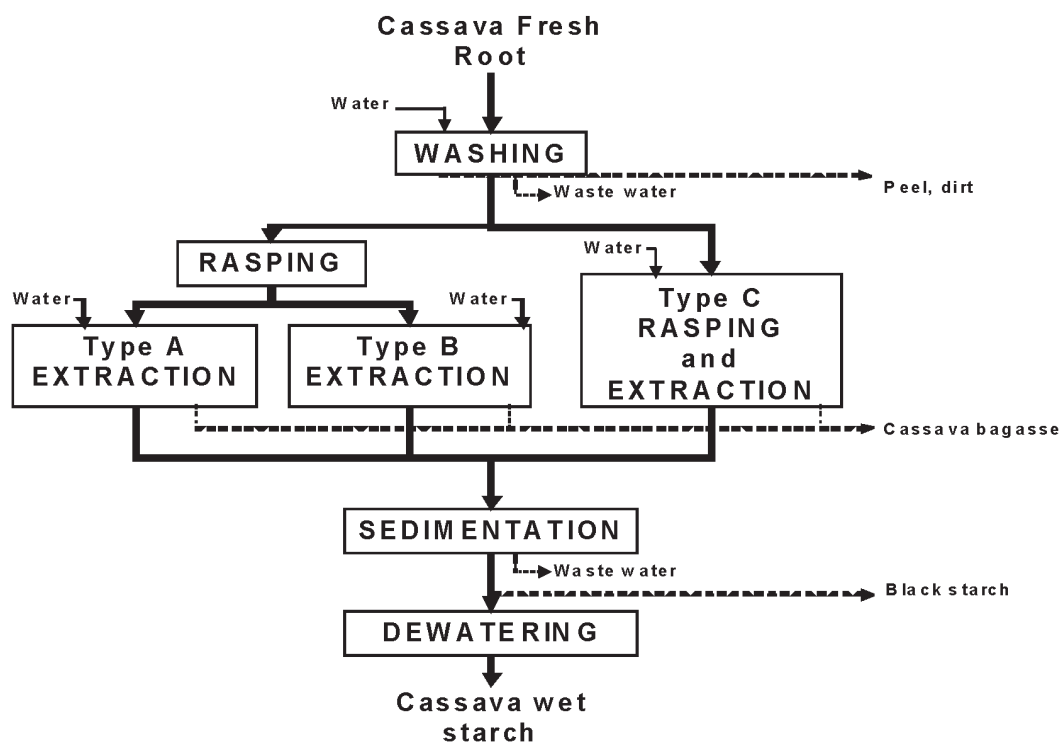 Cassava Fresh
Root
Water
WASHING
Waste water
Peel, dirt
RASPING
Water
Water
Water
Type A
EXTRACTION
Type B
EXTRACTION
Type C
RASPING
and
EXTRACTION
Cassava bagasse
SEDIMENTATION
Waste water
Black starch
DEWATERING
Cassava wet
starch